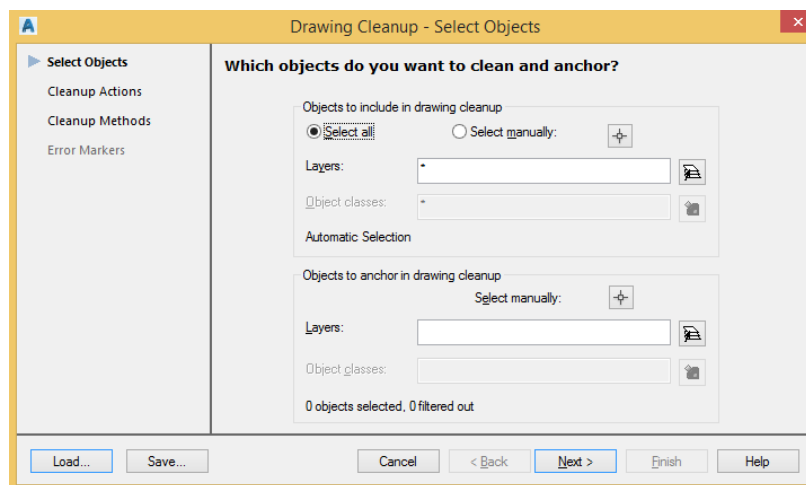 A
Drawing Cleanup - Select Objects
Select Objects
Cleanup Actions
Cleanup Methods
Error Markers
Which objects do you want to clean and anchor?
Objects to include in drawing cleanup
Select all Select manually:
Layers: *
Object classes: *
Automatic Selection
Objects to anchor in drawing cleanup
Select manually:
Layers:
Object classes:
0 objects selected, 0 filtered out
Load... Save... Cancel < Back Next > Finish Help